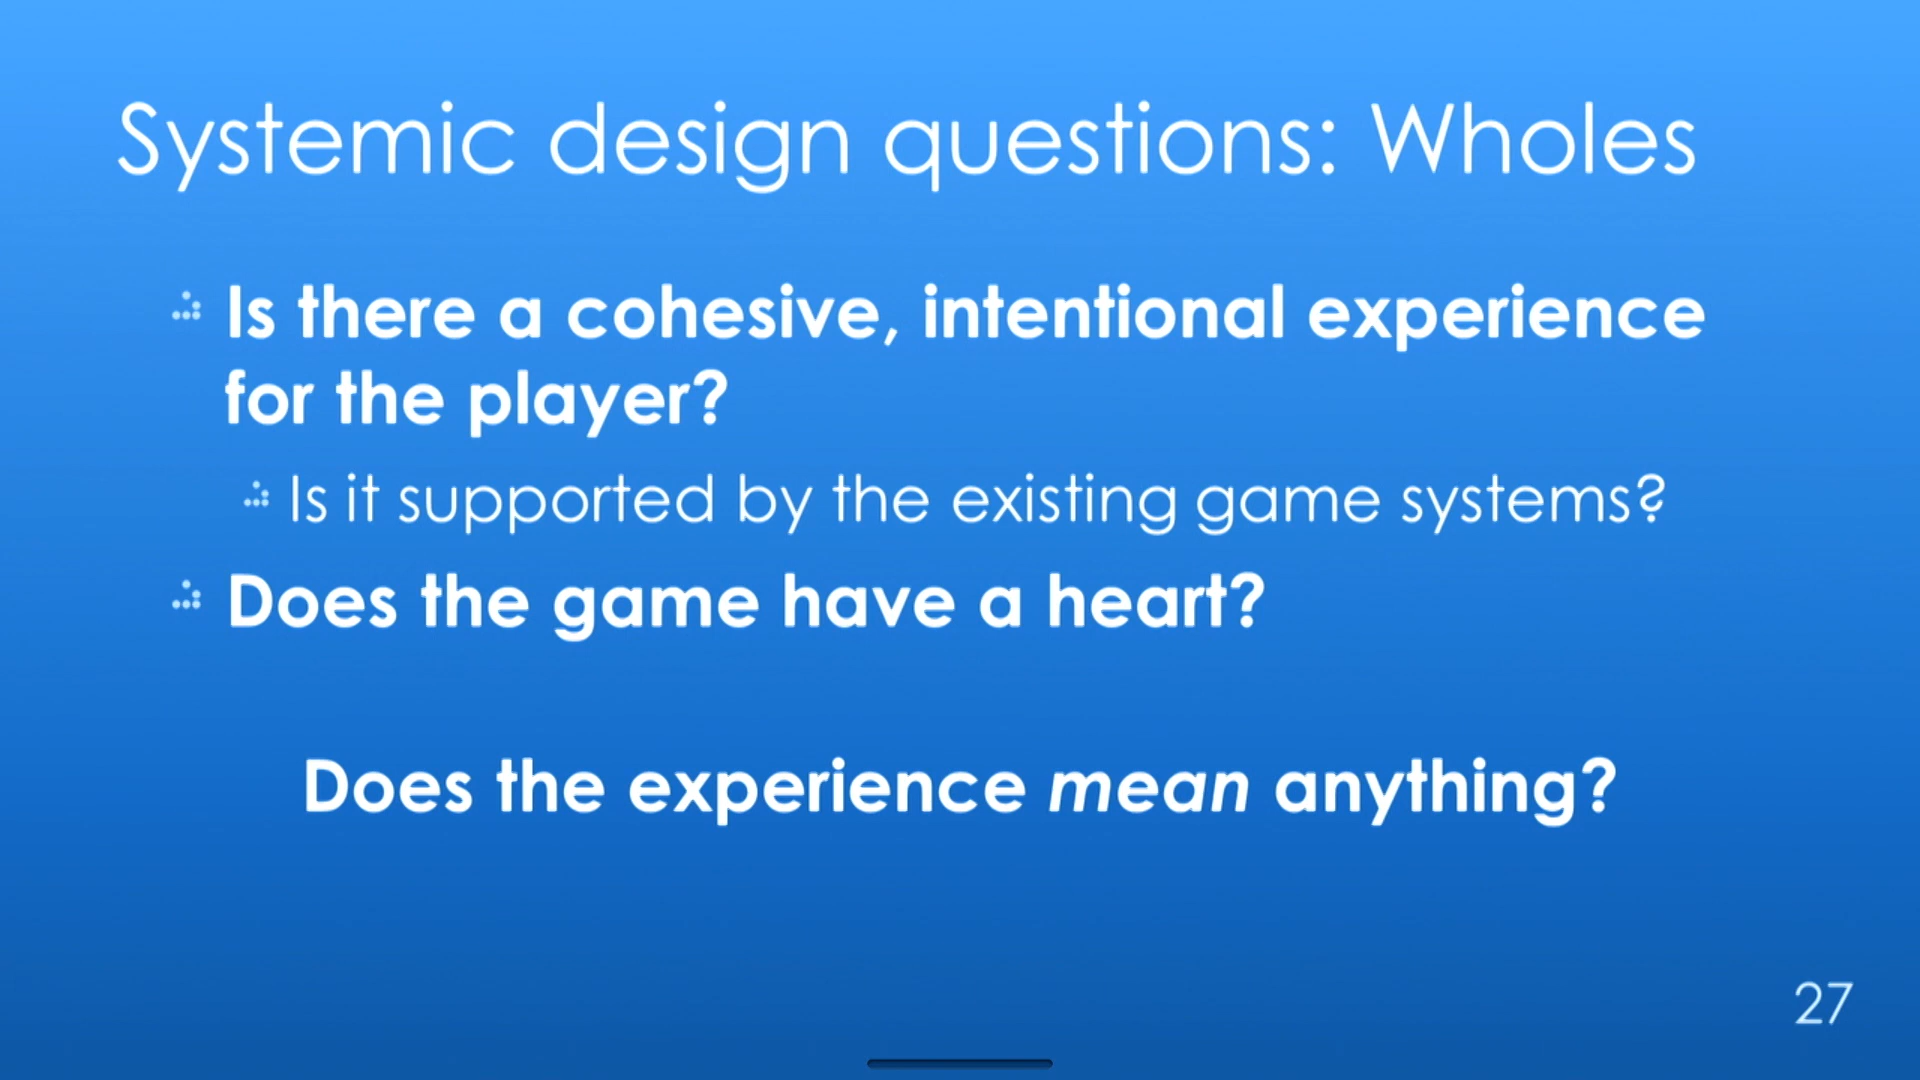 Systemic design questions: Wholes
Is there a cohesive, intentional experience
for the player?
Is it supported by the existing game systems?
Does the game have a heart?
Does the experience mean anything?
27